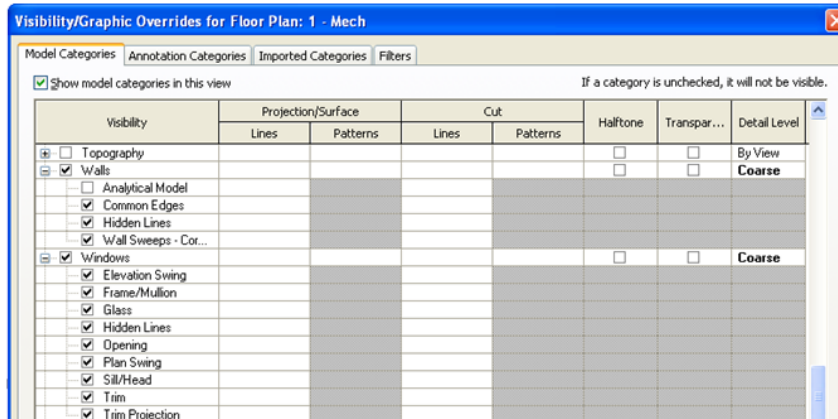 Visibility/Graphic Overrides for Floor Plan: 1 - Mech
Model Categories Annotation Categories Imported Categories Filters
Show model categories in this view If a category is unchecked, it will not be visible.
Visibility Projection/Surface Cut Halftone Transpar... Detail Level
Lines Patterns Lines Patterns
Topography By View
Walls Coarse
Analytical Model
Common Edges
Hidden Lines
Wall Sweeps - Cor...
Windows Coarse
Elevation Swing
Frame/Mullion
Glass
Hidden Lines
Opening
Plan Swing
Sill/Head
Trim
Trim Projection